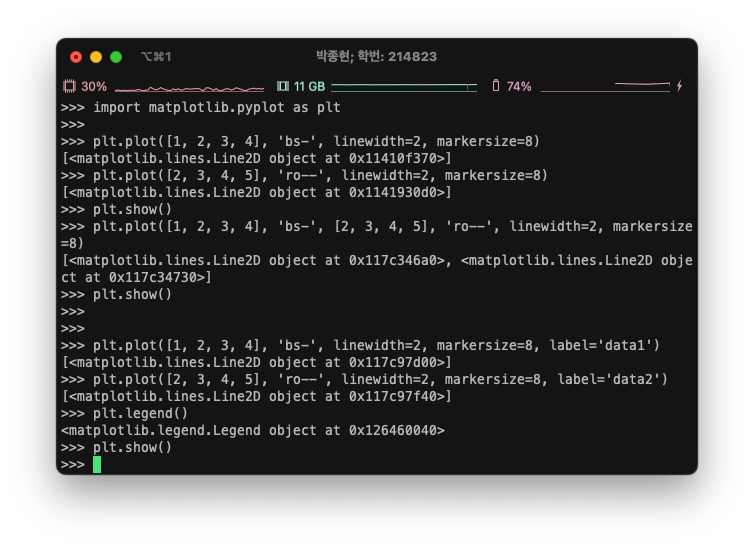 ⌥⌘1 박종현; 학번: 214823
30% 11 GB 74%
>>> import matplotlib.pyplot as plt
>>>
>>> plt.plot([1, 2, 3, 4], 'bs-', linewidth=2, markersize=8)
[<matplotlib.lines.Line2D object at 0x11410f370>]
>>> plt.plot([2, 3, 4, 5], 'ro--', linewidth=2, markersize=8)
[<matplotlib.lines.Line2D object at 0x1141930d0>]
>>> plt.show()
>>> plt.plot([1, 2, 3, 4], 'bs-', [2, 3, 4, 5], 'ro--', linewidth=2, markersize
=8)
[<matplotlib.lines.Line2D object at 0x117c346a0>, <matplotlib.lines.Line2D obje
ct at 0x117c34730>]
>>> plt.show()
>>>
>>>
>>> plt.plot([1, 2, 3, 4], 'bs-', linewidth=2, markersize=8, label='data1')
[<matplotlib.lines.Line2D object at 0x117c97d00>]
>>> plt.plot([2, 3, 4, 5], 'ro--', linewidth=2, markersize=8, label='data2')
[<matplotlib.lines.Line2D object at 0x117c97f40>]
>>> plt.legend()
<matplotlib.legend.Legend object at 0x126460040>
>>> plt.show()
>>>